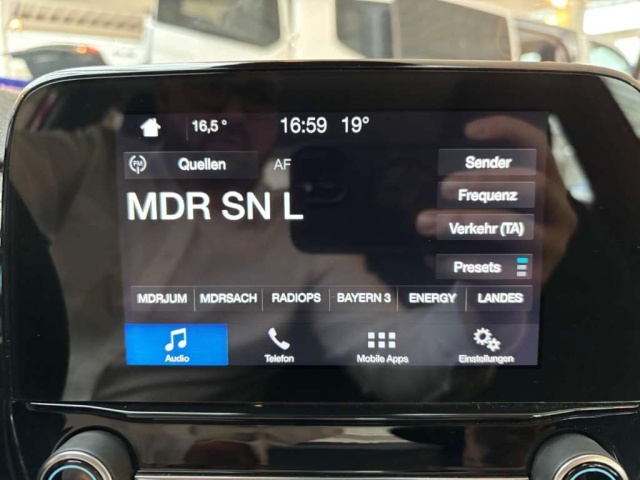 16,5° 16:59 19°
FM Quellen AF Sender
MDR SN L
Frequenz
Verkehr (TA)
Presets
MDRJUM MDRSACH RADIOPS BAYERN 3 ENERGY LANDES
Audio Telefon Mobile Apps Einstellungen